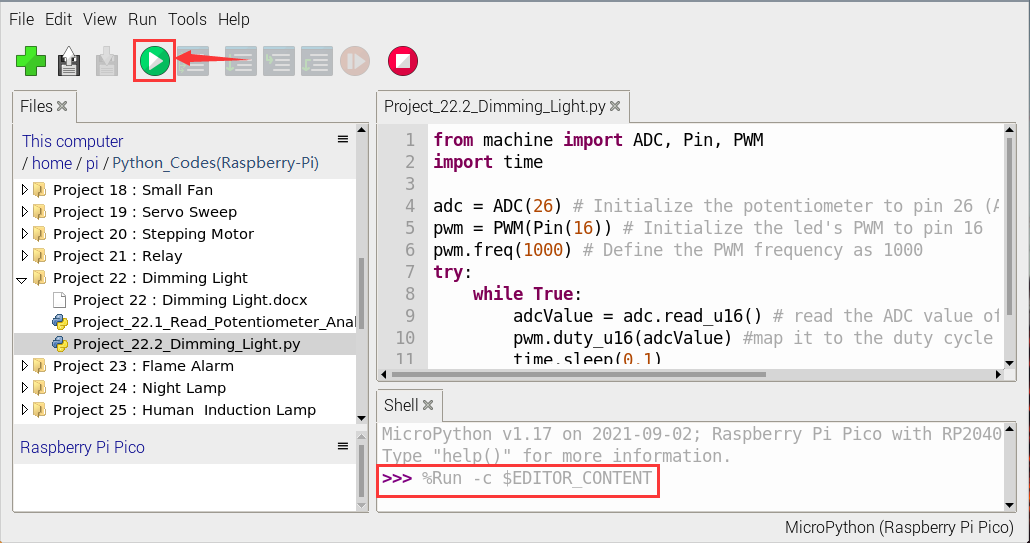 File Edit View Run Tools Help
Files
This computer
/ home / pi / Python_Codes(Raspberry-Pi)
Project 18 : Small Fan
Project 19 : Servo Sweep
Project 20 : Stepping Motor
Project 21 : Relay
Project 22 : Dimming Light
Project 22 : Dimming Light.docx
Project_22.1_Read_Potentiometer_Anal
Project_22.2_Dimming_Light.py
Project 23 : Flame Alarm
Project 24 : Night Lamp
Project 25 : Human  Induction Lamp
Raspberry Pi Pico
Project_22.2_Dimming_Light.py
1 from machine import ADC, Pin, PWM
2 import time
3
4 adc = ADC(26) # Initialize the potentiometer to pin 26 (A
5 pwm = PWM(Pin(16)) # Initialize the led's PWM to pin 16
6 pwm.freq(1000) # Define the PWM frequency as 1000
7 try:
8     while True:
9         adcValue = adc.read_u16() # read the ADC value of
10         pwm.duty_u16(adcValue) #map it to the duty cycle
11         time.sleep(0.1)
Shell
MicroPython v1.17 on 2021-09-02; Raspberry Pi Pico with RP2040
Type "help()" for more information.
>>> %Run -c $EDITOR_CONTENT
MicroPython (Raspberry Pi Pico)